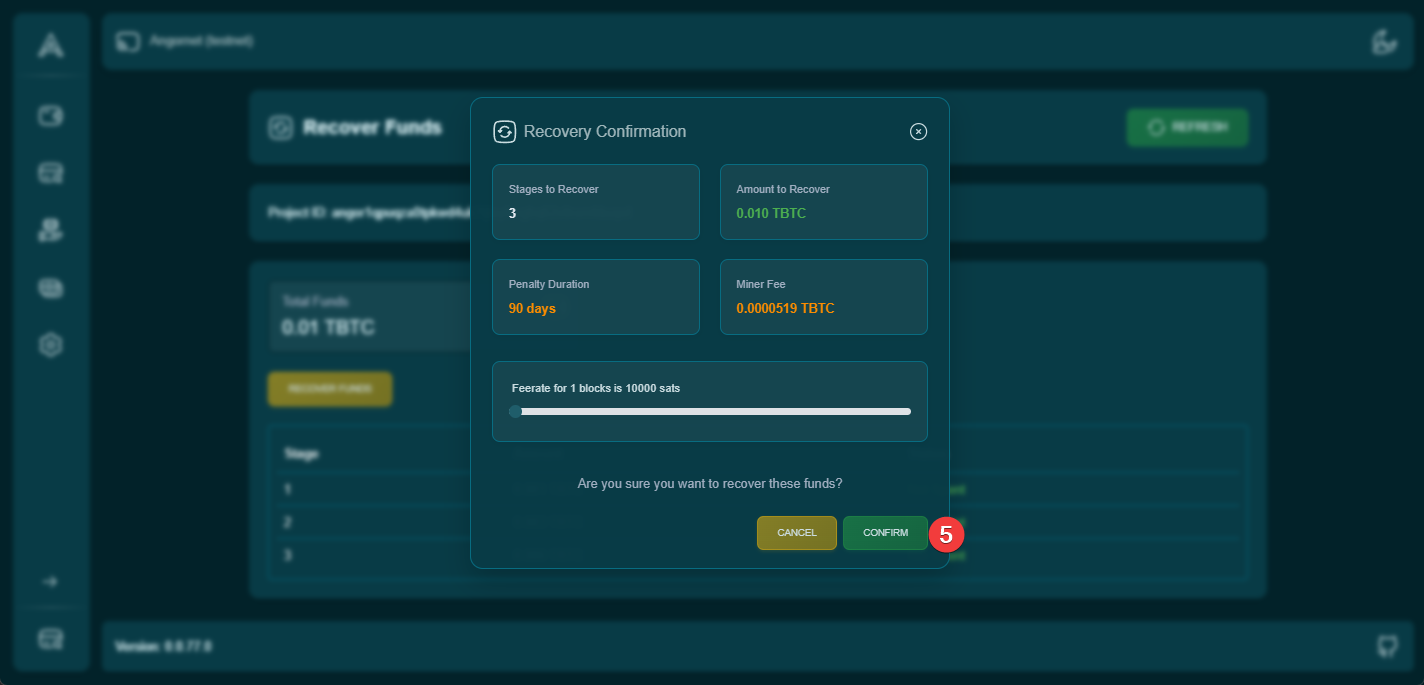 Angornet (testnet)
Recover Funds
REFRESH
Recovery Confirmation
Stages to Recover
3
Amount to Recover
0.010 TBTC
Project ID:
Penalty Duration
90 days
Miner Fee
0.0000519 TBTC
Total Funds
0.01 TBTC
RECOVER FUNDS
Feerate for 1 blocks is 10000 sats
Stage
1
2
3
Are you sure you want to recover these funds?
CANCEL
CONFIRM
5
Version: 0.0.77.0